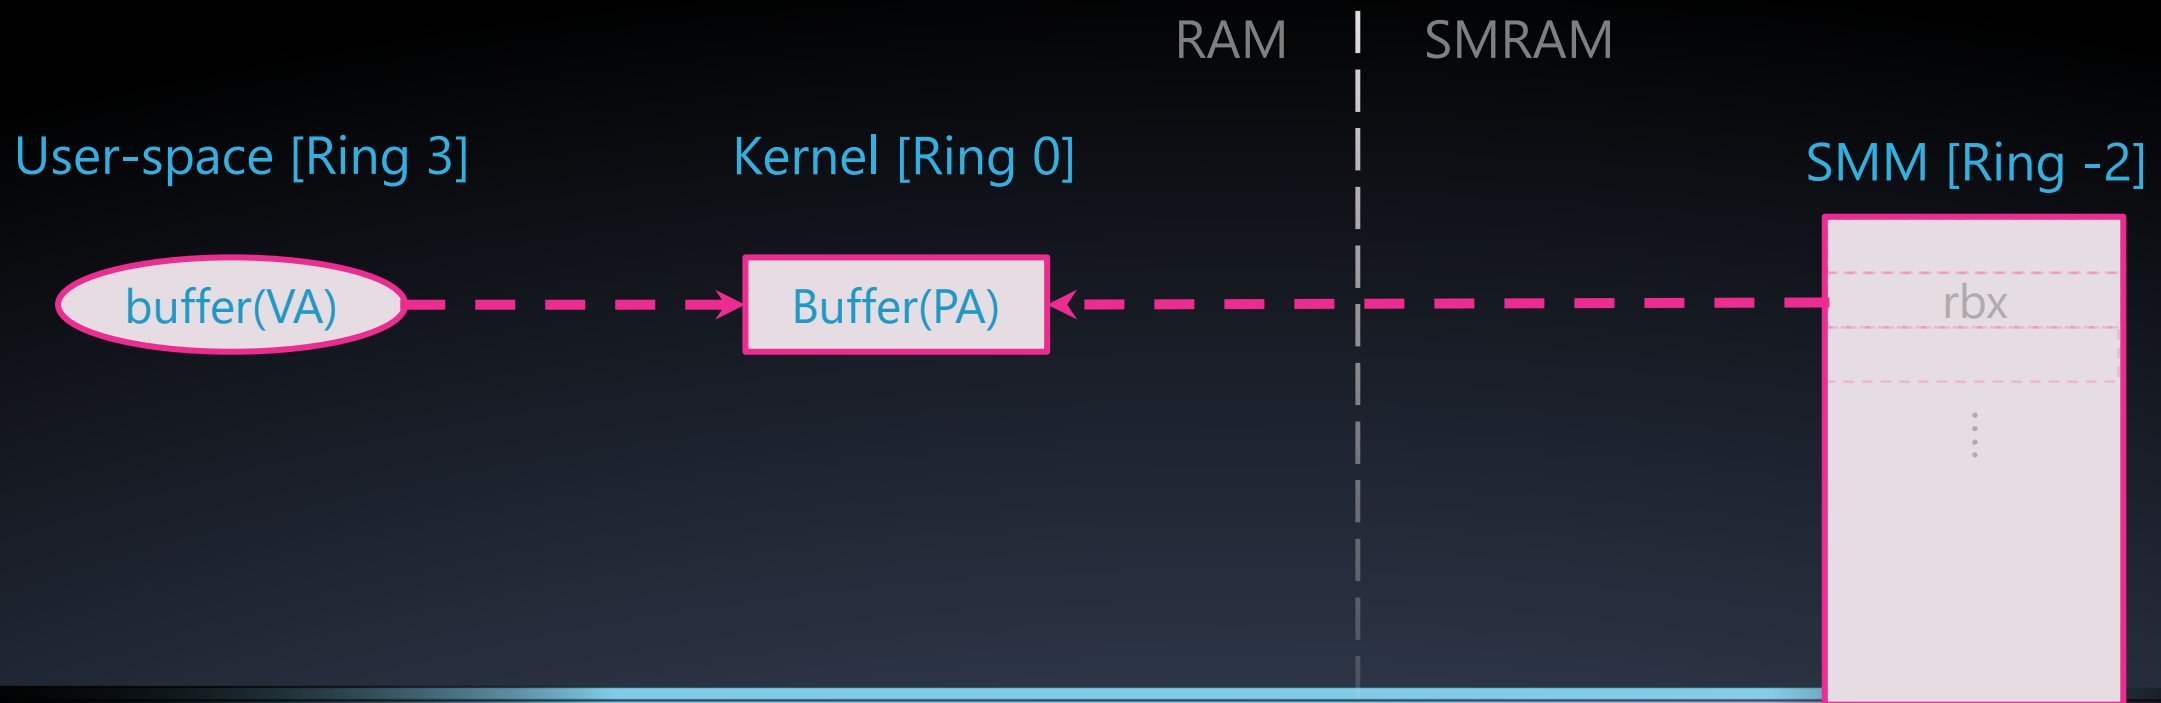 RAM
SMRAM
User-space [Ring 3]
Kernel [Ring 0]
SMM [Ring -2]
buffer(VA)
Buffer(PA)
rbx